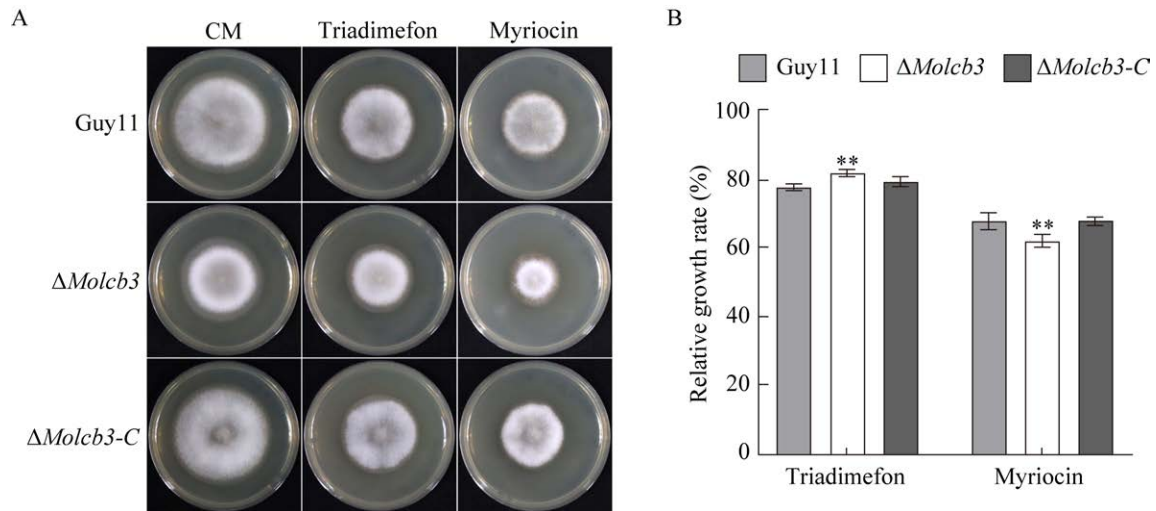 A
CM
Triadimefon
Myriocin
Guy11
ΔMolcb3
ΔMolcb3-C
B
Guy11
ΔMolcb3
ΔMolcb3-C
Relative growth rate (%)
100
80
60
40
20
0
**
**
Triadimefon
Myriocin